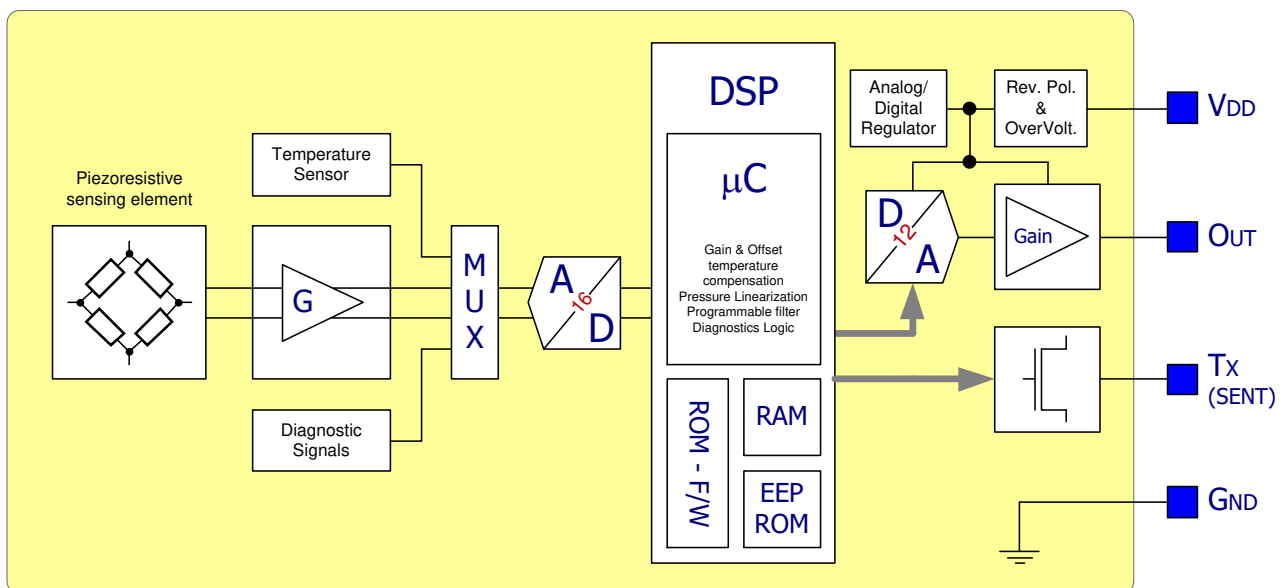 Piezoresistive
sensing element
Temperature
Sensor
G
Diagnostic
Signals
M
U
X
A
16
D
DSP
µC
Gain & Offset
temperature
compensation
Pressure Linearization
Programmable filter
Diagnostics Logic
ROM - F/W
RAM
EEP
ROM
Analog/
Digital
Regulator
Rev. Pol.
&
OverVolt.
D
12
A
Gain
VDD
OUT
TX
(SENT)
GND